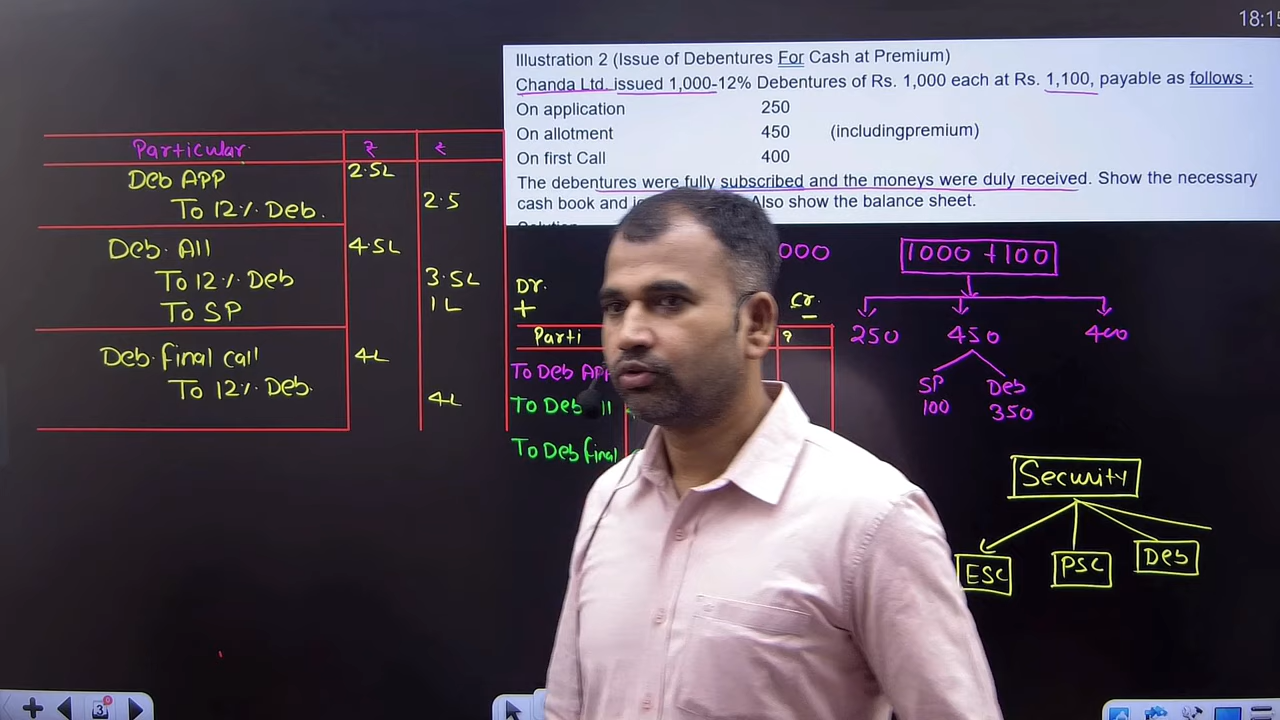 18:15
Illustration 2 (Issue of Debentures For Cash at Premium)
Chanda Ltd. issued 1,000-12% Debentures of Rs. 1,000 each at Rs. 1,100, payable as follows :
On application 250
On allotment 450 (includingpremium)
On first Call 400
The debentures were fully subscribed and the moneys were duly received. Show the necessary
cash book and Also show the balance sheet.
Particular ₹ ₹
Deb APP 2.5L
To 12% Deb. 2.5
Deb. All 4.5L
To 12% Deb 3.5L
To SP 1L
Deb. final call 4L
To 12% Deb. 4L
000
Dr. Cr.
+ −
Parti
To Deb APP
To Deb
To Deb final
1000 + 100
250 450 400
SP Deb
100 350
Security
ESC PSC Deb
3